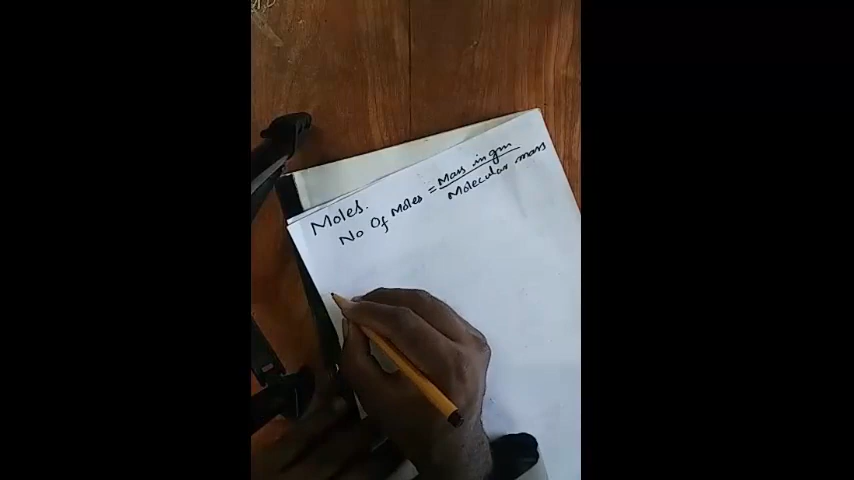 Moles.
No Of Moles = Mass in gm
Molecular mass